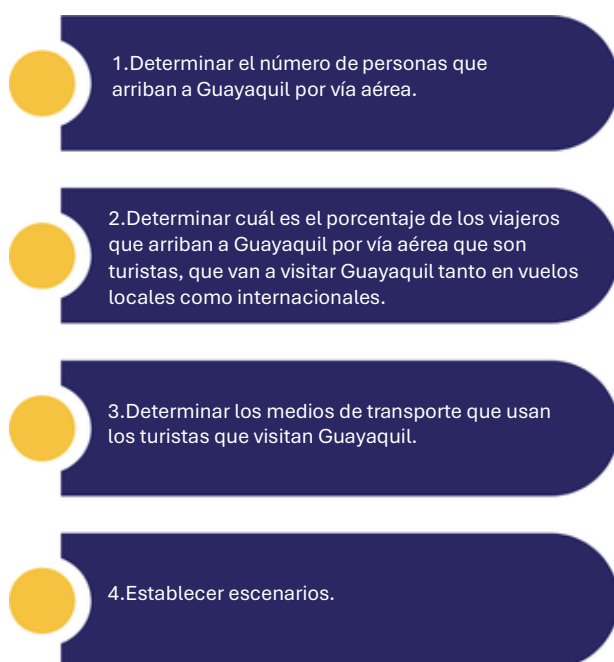 1.Determinar el número de personas que
arriban a Guayaquil por vía aérea.
2.Determinar cuál es el porcentaje de los viajeros
que arriban a Guayaquil por vía aérea que son
turistas, que van a visitar Guayaquil tanto en vuelos
locales como internacionales.
3.Determinar los medios de transporte que usan
los turistas que visitan Guayaquil.
4.Establecer escenarios.